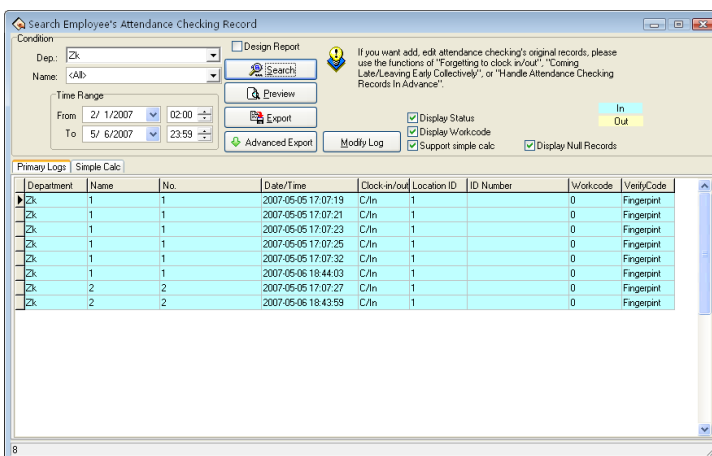 Search Employee's Attendance Checking Record
Condition
Dep.: Zk
Name: <All>
Time Range
From 2/ 1/2007 02:00
To 5/ 6/2007 23:59
Design Report
Search
Preview
Export
Advanced Export
Modify Log
If you want add, edit attendance checking's original records, please
use the functions of "Forgetting to clock in/out", "Coming
Late/Leaving Early Collectively", or "Handle Attendance Checking
Records In Advance".
In
Out
Display Status
Display Workcode
Support simple calc
Display Null Records
Primary Logs Simple Calc
Department Name No. Date/Time Clock-in/out Location ID ID Number Workcode VerifyCode
Zk 1 1 2007-05-05 17:07:19 C/In 1 0 Fingerpint
Zk 1 1 2007-05-05 17:07:21 C/In 1 0 Fingerpint
Zk 1 1 2007-05-05 17:07:23 C/In 1 0 Fingerpint
Zk 1 1 2007-05-05 17:07:25 C/In 1 0 Fingerpint
Zk 1 1 2007-05-05 17:07:32 C/In 1 0 Fingerpint
Zk 1 1 2007-05-06 18:44:03 C/In 1 0 Fingerpint
Zk 2 2 2007-05-05 17:07:27 C/In 1 0 Fingerpint
Zk 2 2 2007-05-06 18:43:59 C/In 1 0 Fingerpint
8